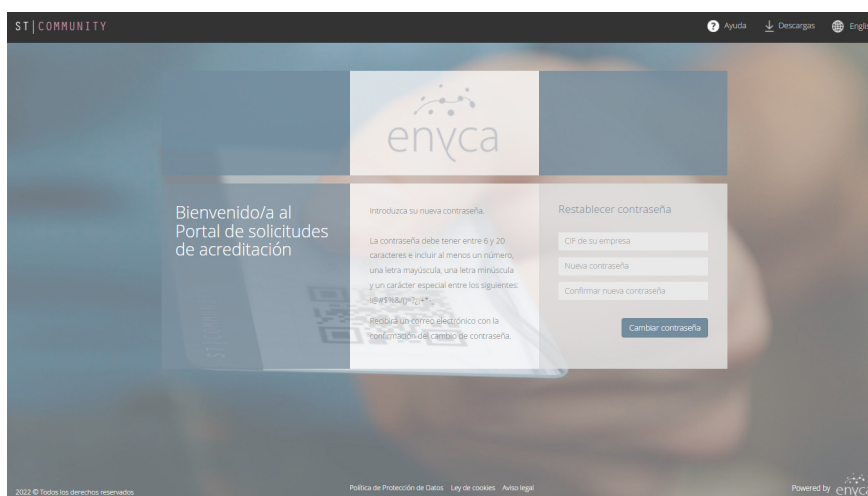 ST|COMMUNITY
? Ayuda
Descargas
Englis
enyca
Bienvenido/a al
Portal de solicitudes
de acreditación
Introduzca su nueva contraseña.
La contraseña debe tener entre 6 y 20
caracteres e incluir al menos un número,
una letra mayúscula, una letra minúscula
y un carácter especial entre los siguientes:
Recibirá un correo electrónico con la
confirmación del cambio de contraseña.
Restablecer contraseña
CIF de su empresa
Nueva contraseña
Confirmar nueva contraseña
Cambiar contraseña
2022 © Todos los derechos reservados
Política de Protección de Datos Ley de cookies Aviso legal
Powered by enyca